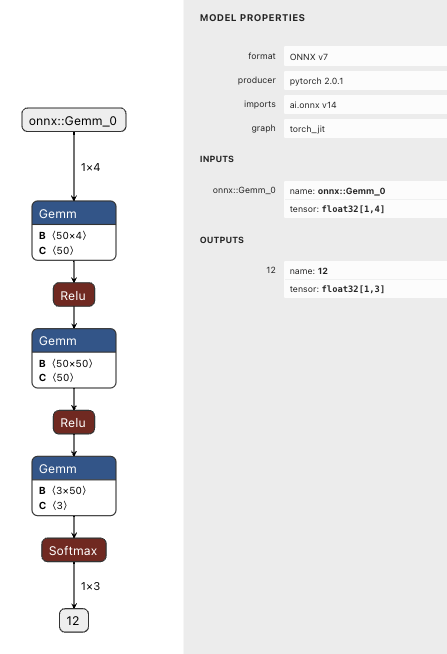 onnx::Gemm_0
1×4
Gemm
B ⟨50×4⟩
C ⟨50⟩
Relu
Gemm
B ⟨50×50⟩
C ⟨50⟩
Relu
Gemm
B ⟨3×50⟩
C ⟨3⟩
Softmax
1×3
12
MODEL PROPERTIES
format ONNX v7
producer pytorch 2.0.1
imports ai.onnx v14
graph torch_jit
INPUTS
onnx::Gemm_0 name: onnx::Gemm_0
tensor: float32[1,4]
OUTPUTS
12 name: 12
tensor: float32[1,3]